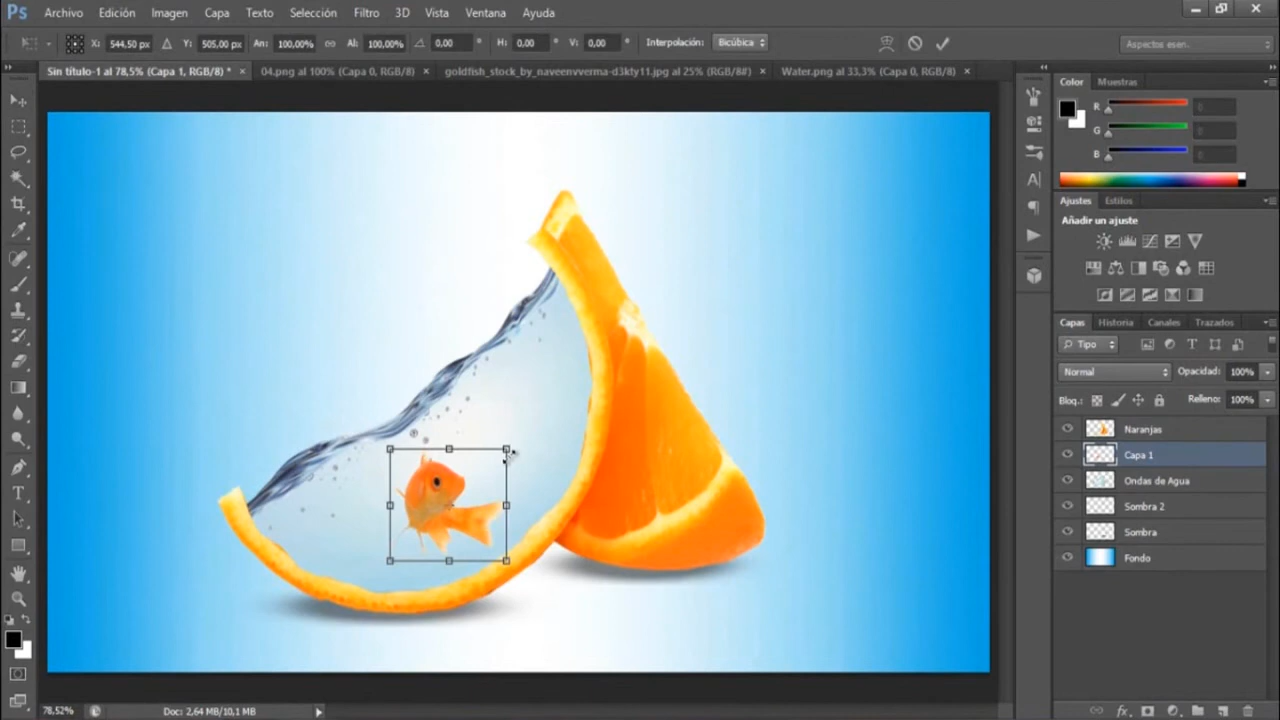 Ps Archivo Edición Imagen Capa Texto Selección Filtro 3D Vista Ventana Ayuda
X: 544,50 px Y: 505,00 px An: 100,00% Al: 100,00% 0,00 ° H: 0,00 ° V: 0,00 ° Interpolación: Bicúbica Aspectos esen.
Sin título-1 al 78,5% (Capa 1, RGB/8) * × 04.png al 100% (Capa 0, RGB/8) × goldfish_stock_by_naveenvverma-d3kty11.jpg al 25% (RGB/8#) × Water.png al 33,3% (Capa 0, RGB/8) ×
Color Muestras
R 0
G 0
B 0
Ajustes Estilos
Añadir un ajuste
Capas Historia Canales Trazados
Tipo
Normal Opacidad: 100%
Bloq.: Relleno: 100%
Naranjas
Capa 1
Ondas de Agua
Sombra 2
Sombra
Fondo
78,52% Doc: 2,64 MB/10,1 MB